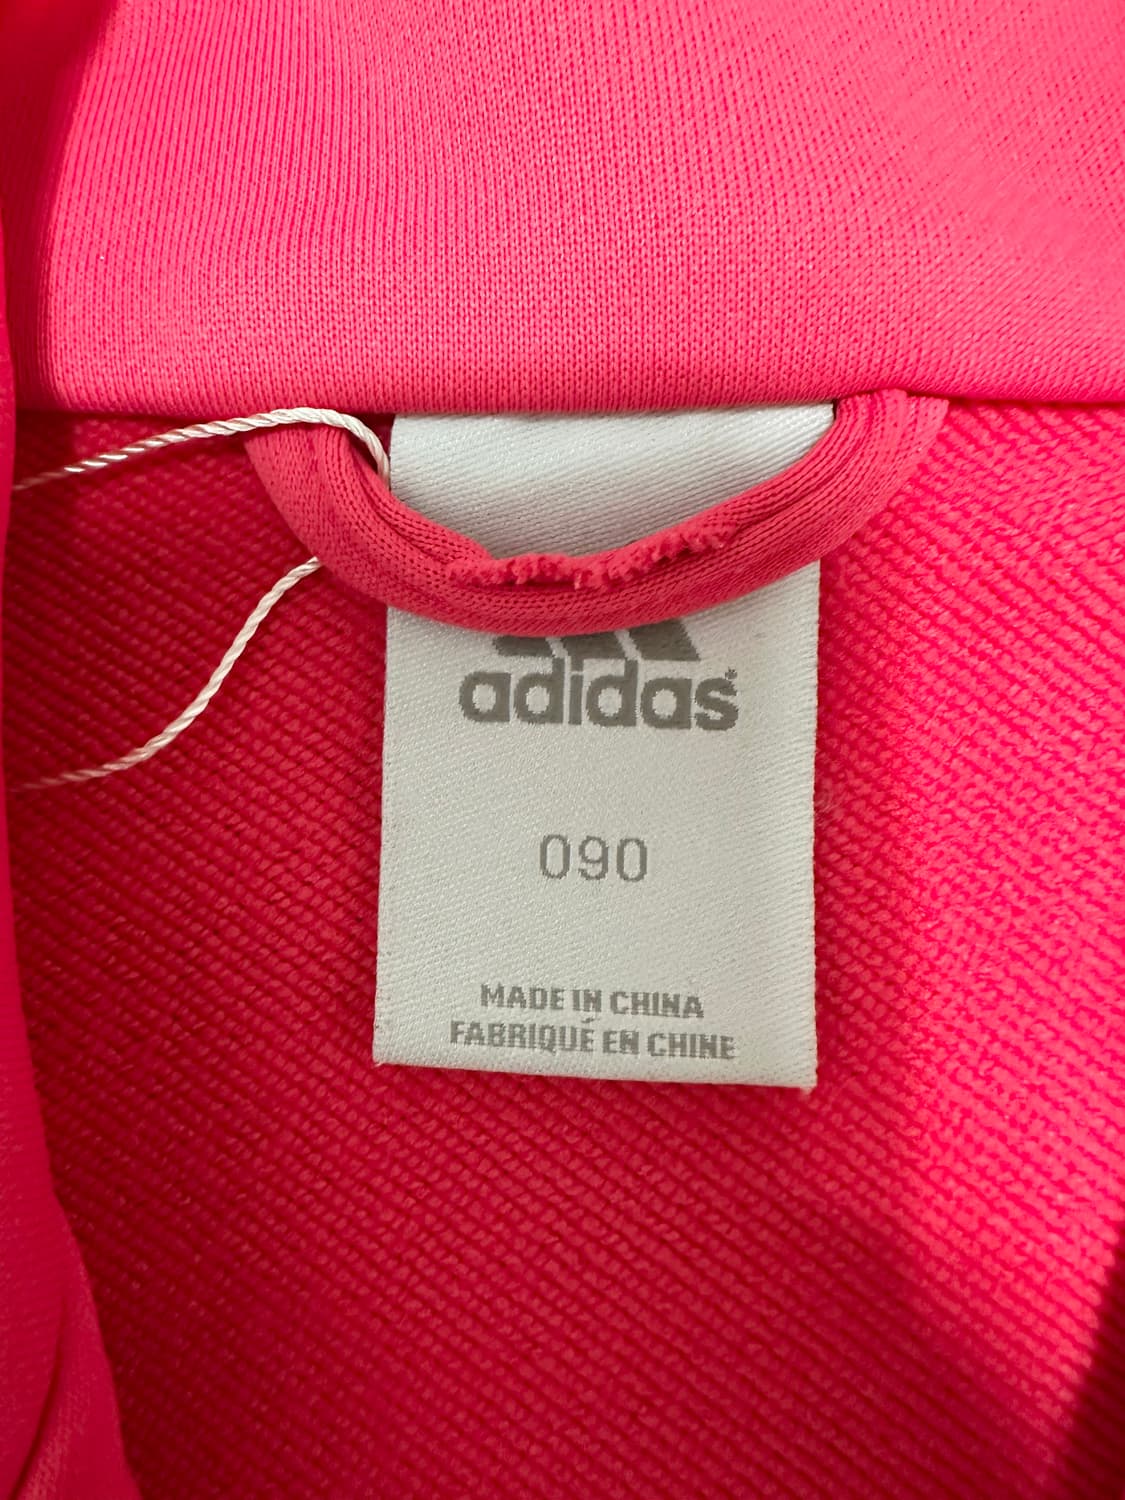 adidas
090
MADE IN CHINA
FABRIQUÉ EN CHINE